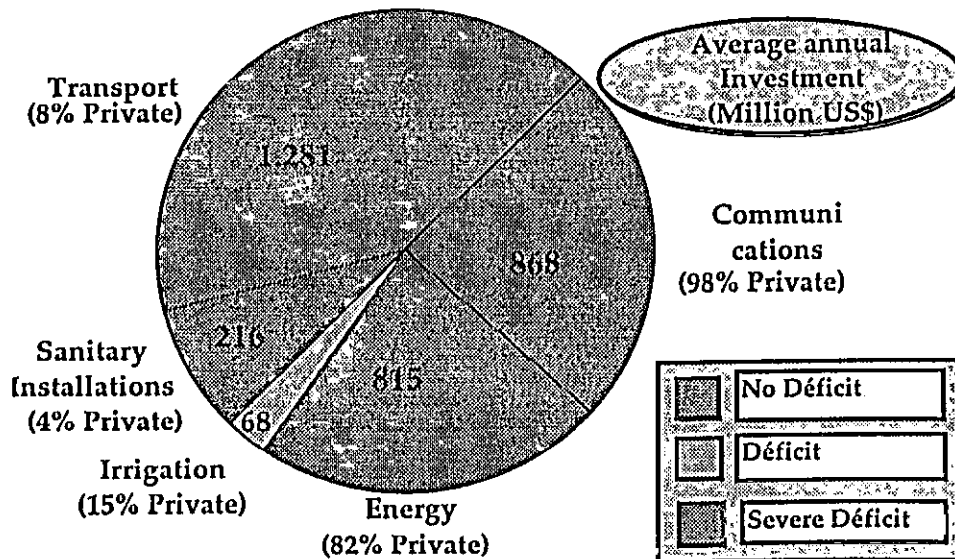 Average annual
Investment
(Million US$)
Transport
(8% Private)
1.281
Communi
cations
(98% Private)
868
216
Sanitary
Installations
(4% Private)
815
68
Irrigation
(15% Private)
Energy
(82% Private)
No Déficit
Déficit
Severe Déficit